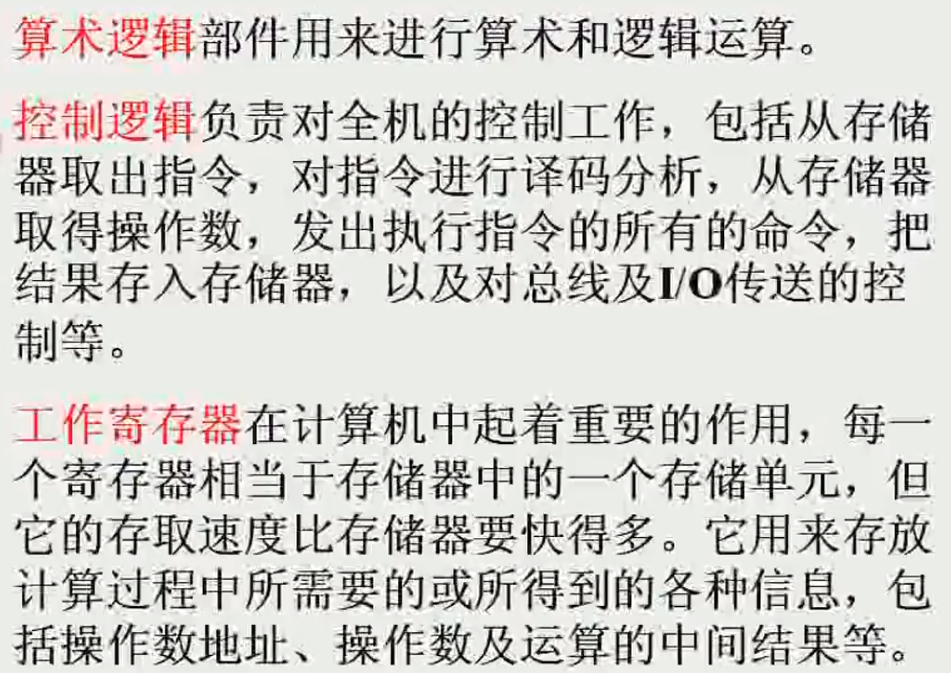 算术逻辑部件用来进行算术和逻辑运算。
控制逻辑负责对全机的控制工作，包括从存储
器取出指令，对指令进行译码分析，从存储器
取得操作数，发出执行指令的所有的命令，把
结果存入存储器，以及对总线及I/O传送的控
制等。
工作寄存器在计算机中起着重要的作用，每一
个寄存器相当于存储器中的一个存储单元，但
它的存取速度比存储器要快得多。它用来存放
计算过程中所需要的或所得到的各种信息，包
括操作数地址、操作数及运算的中间结果等。